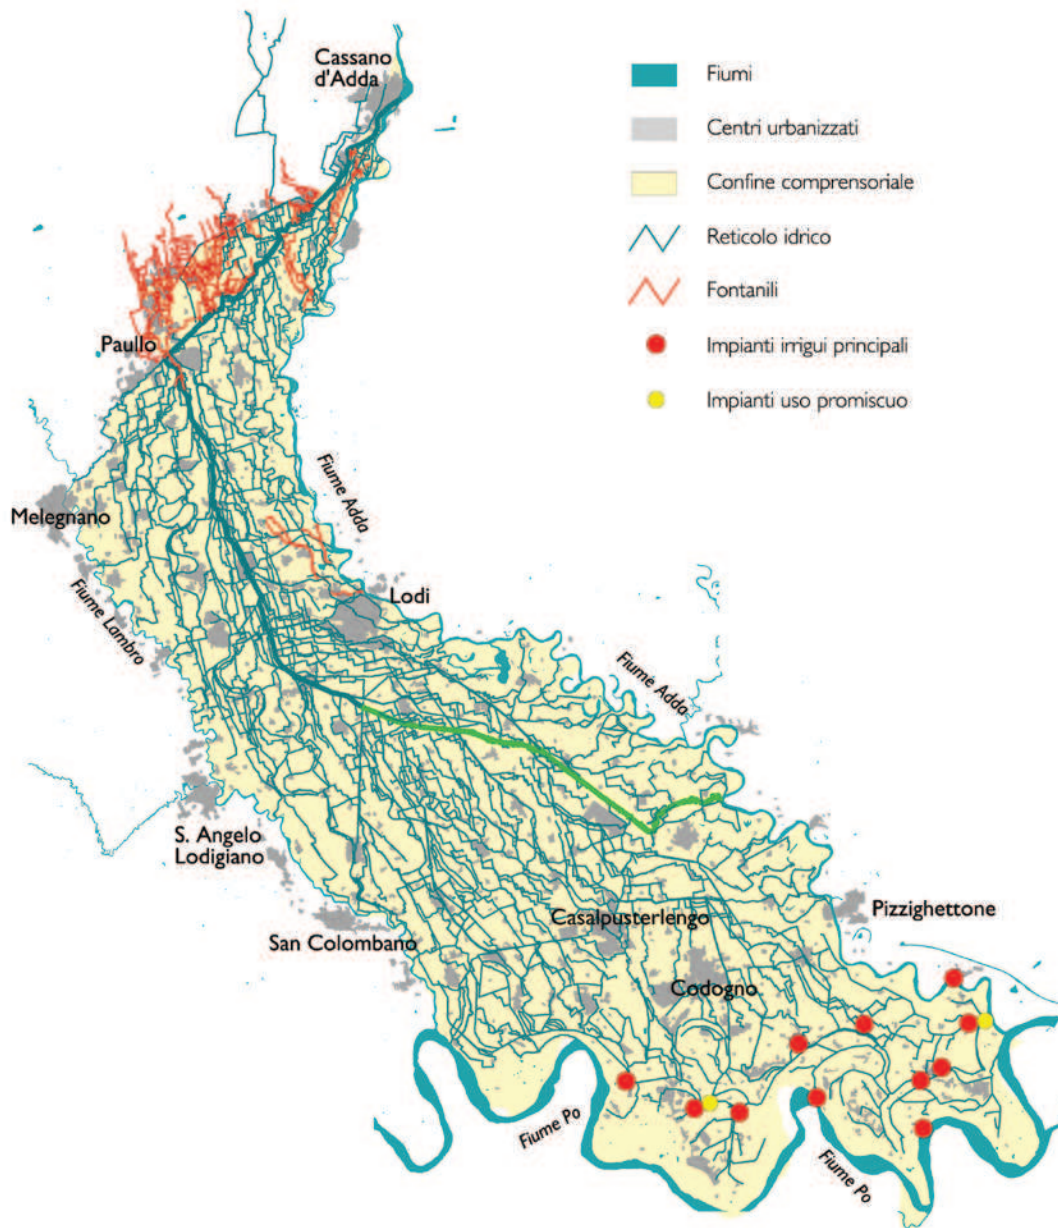 Cassano
d'Adda
Fiumi
Centri urbanizzati
Confine comprensoriale
Reticolo idrico
Fontanili
Impianti irrigui principali
Impianti uso promiscuo
Paullo
Fiume Adda
Melegnano
Fiume Lambro
Lodi
Fiume Adda
S. Angelo
Lodigiano
San Colombano
Casalpusterlengo
Pizzighettone
Codogno
Fiume Po
Fiume Po